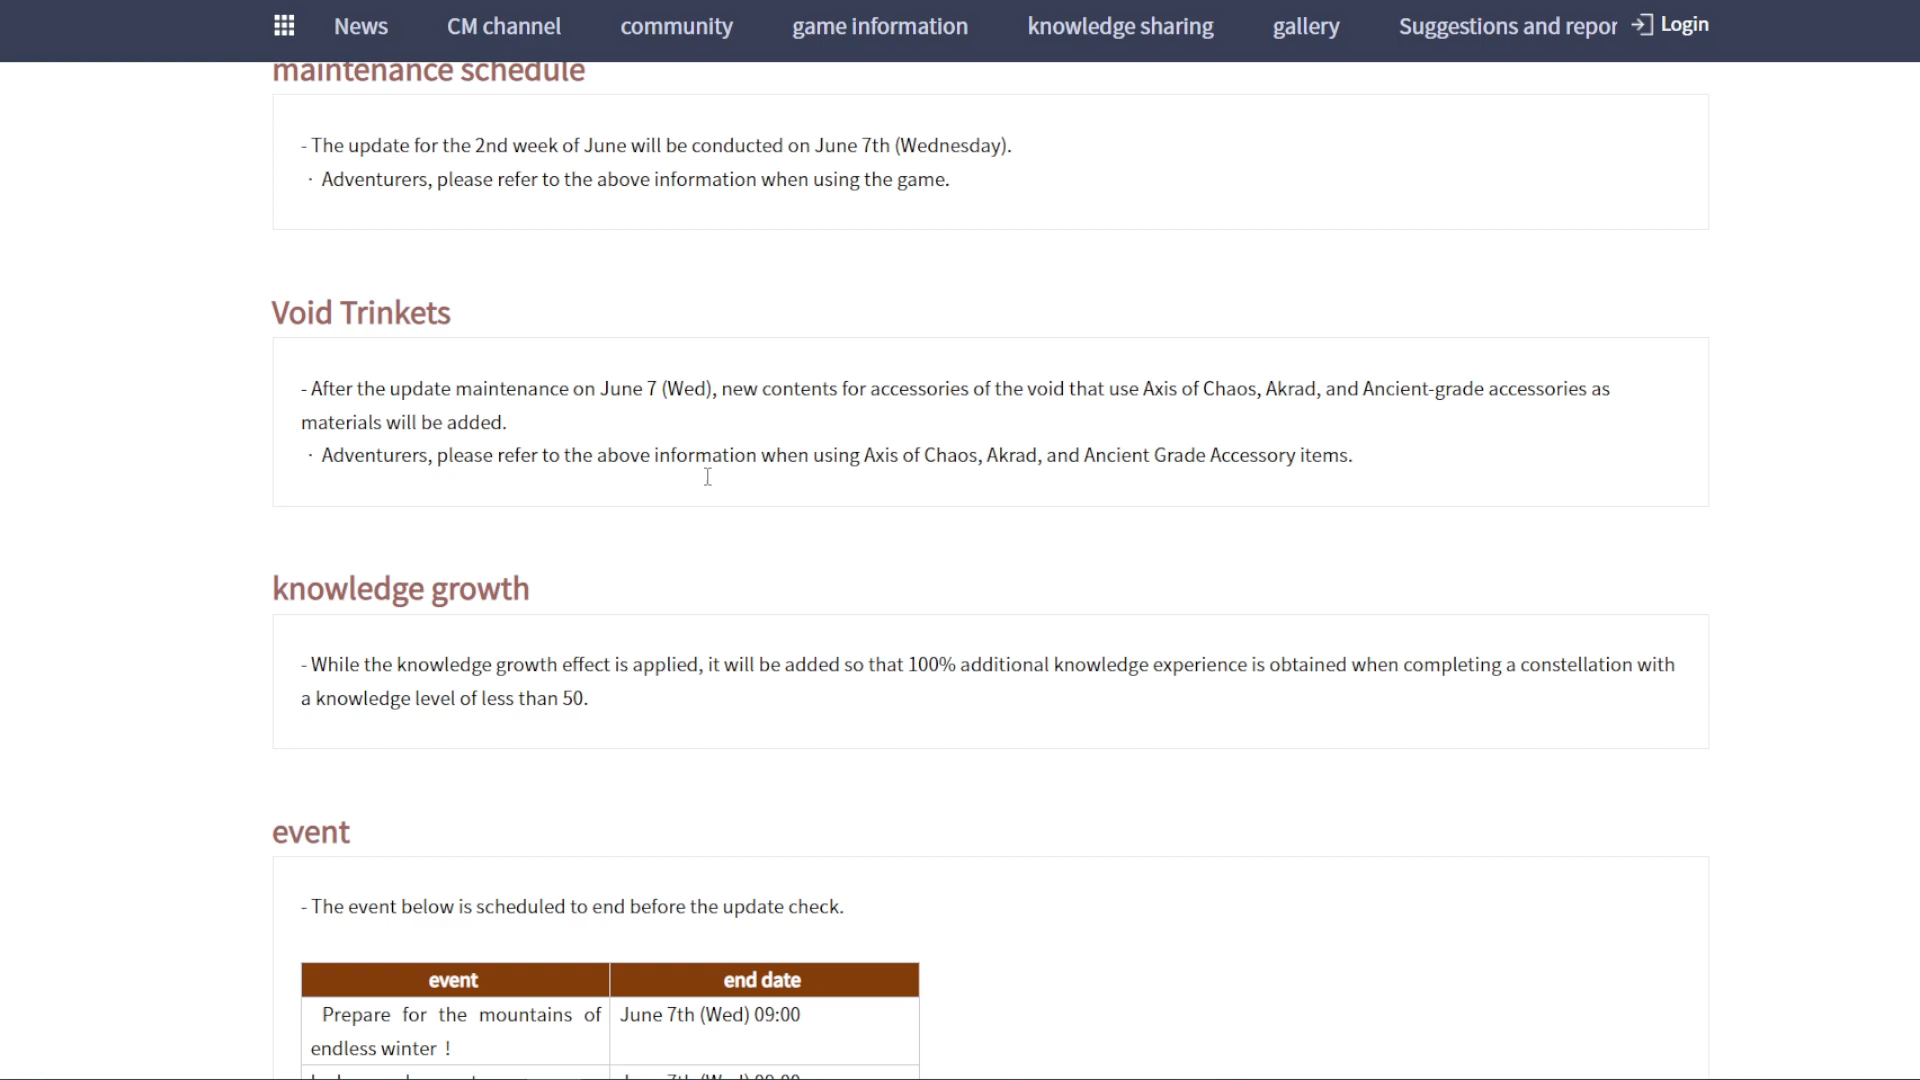 News CM channel community game information knowledge sharing gallery Suggestions and repor Login
maintenance schedule
- The update for the 2nd week of June will be conducted on June 7th (Wednesday).
· Adventurers, please refer to the above information when using the game.
Void Trinkets
- After the update maintenance on June 7 (Wed), new contents for accessories of the void that use Axis of Chaos, Akrad, and Ancient-grade accessories as
materials will be added.
· Adventurers, please refer to the above information when using Axis of Chaos, Akrad, and Ancient Grade Accessory items.
knowledge growth
- While the knowledge growth effect is applied, it will be added so that 100% additional knowledge experience is obtained when completing a constellation with
a knowledge level of less than 50.
event
- The event below is scheduled to end before the update check.
event end date
Prepare for the mountains of June 7th (Wed) 09:00
endless winter !